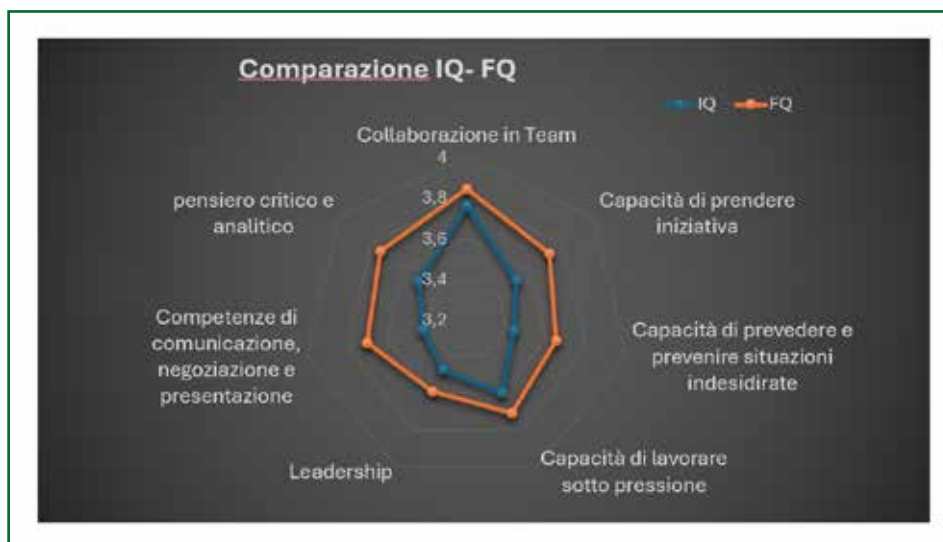 Comparazione IQ- FQ
IQ FQ
Collaborazione in Team
4
3,8
3,6
3,4
3,2
Capacità di prendere
iniziativa
Capacità di prevedere e
prevenire situazioni
indesidirate
Capacità di lavorare
sotto pressione
Leadership
Competenze di
comunicazione,
negoziazione e
presentazione
pensiero critico e
analitico